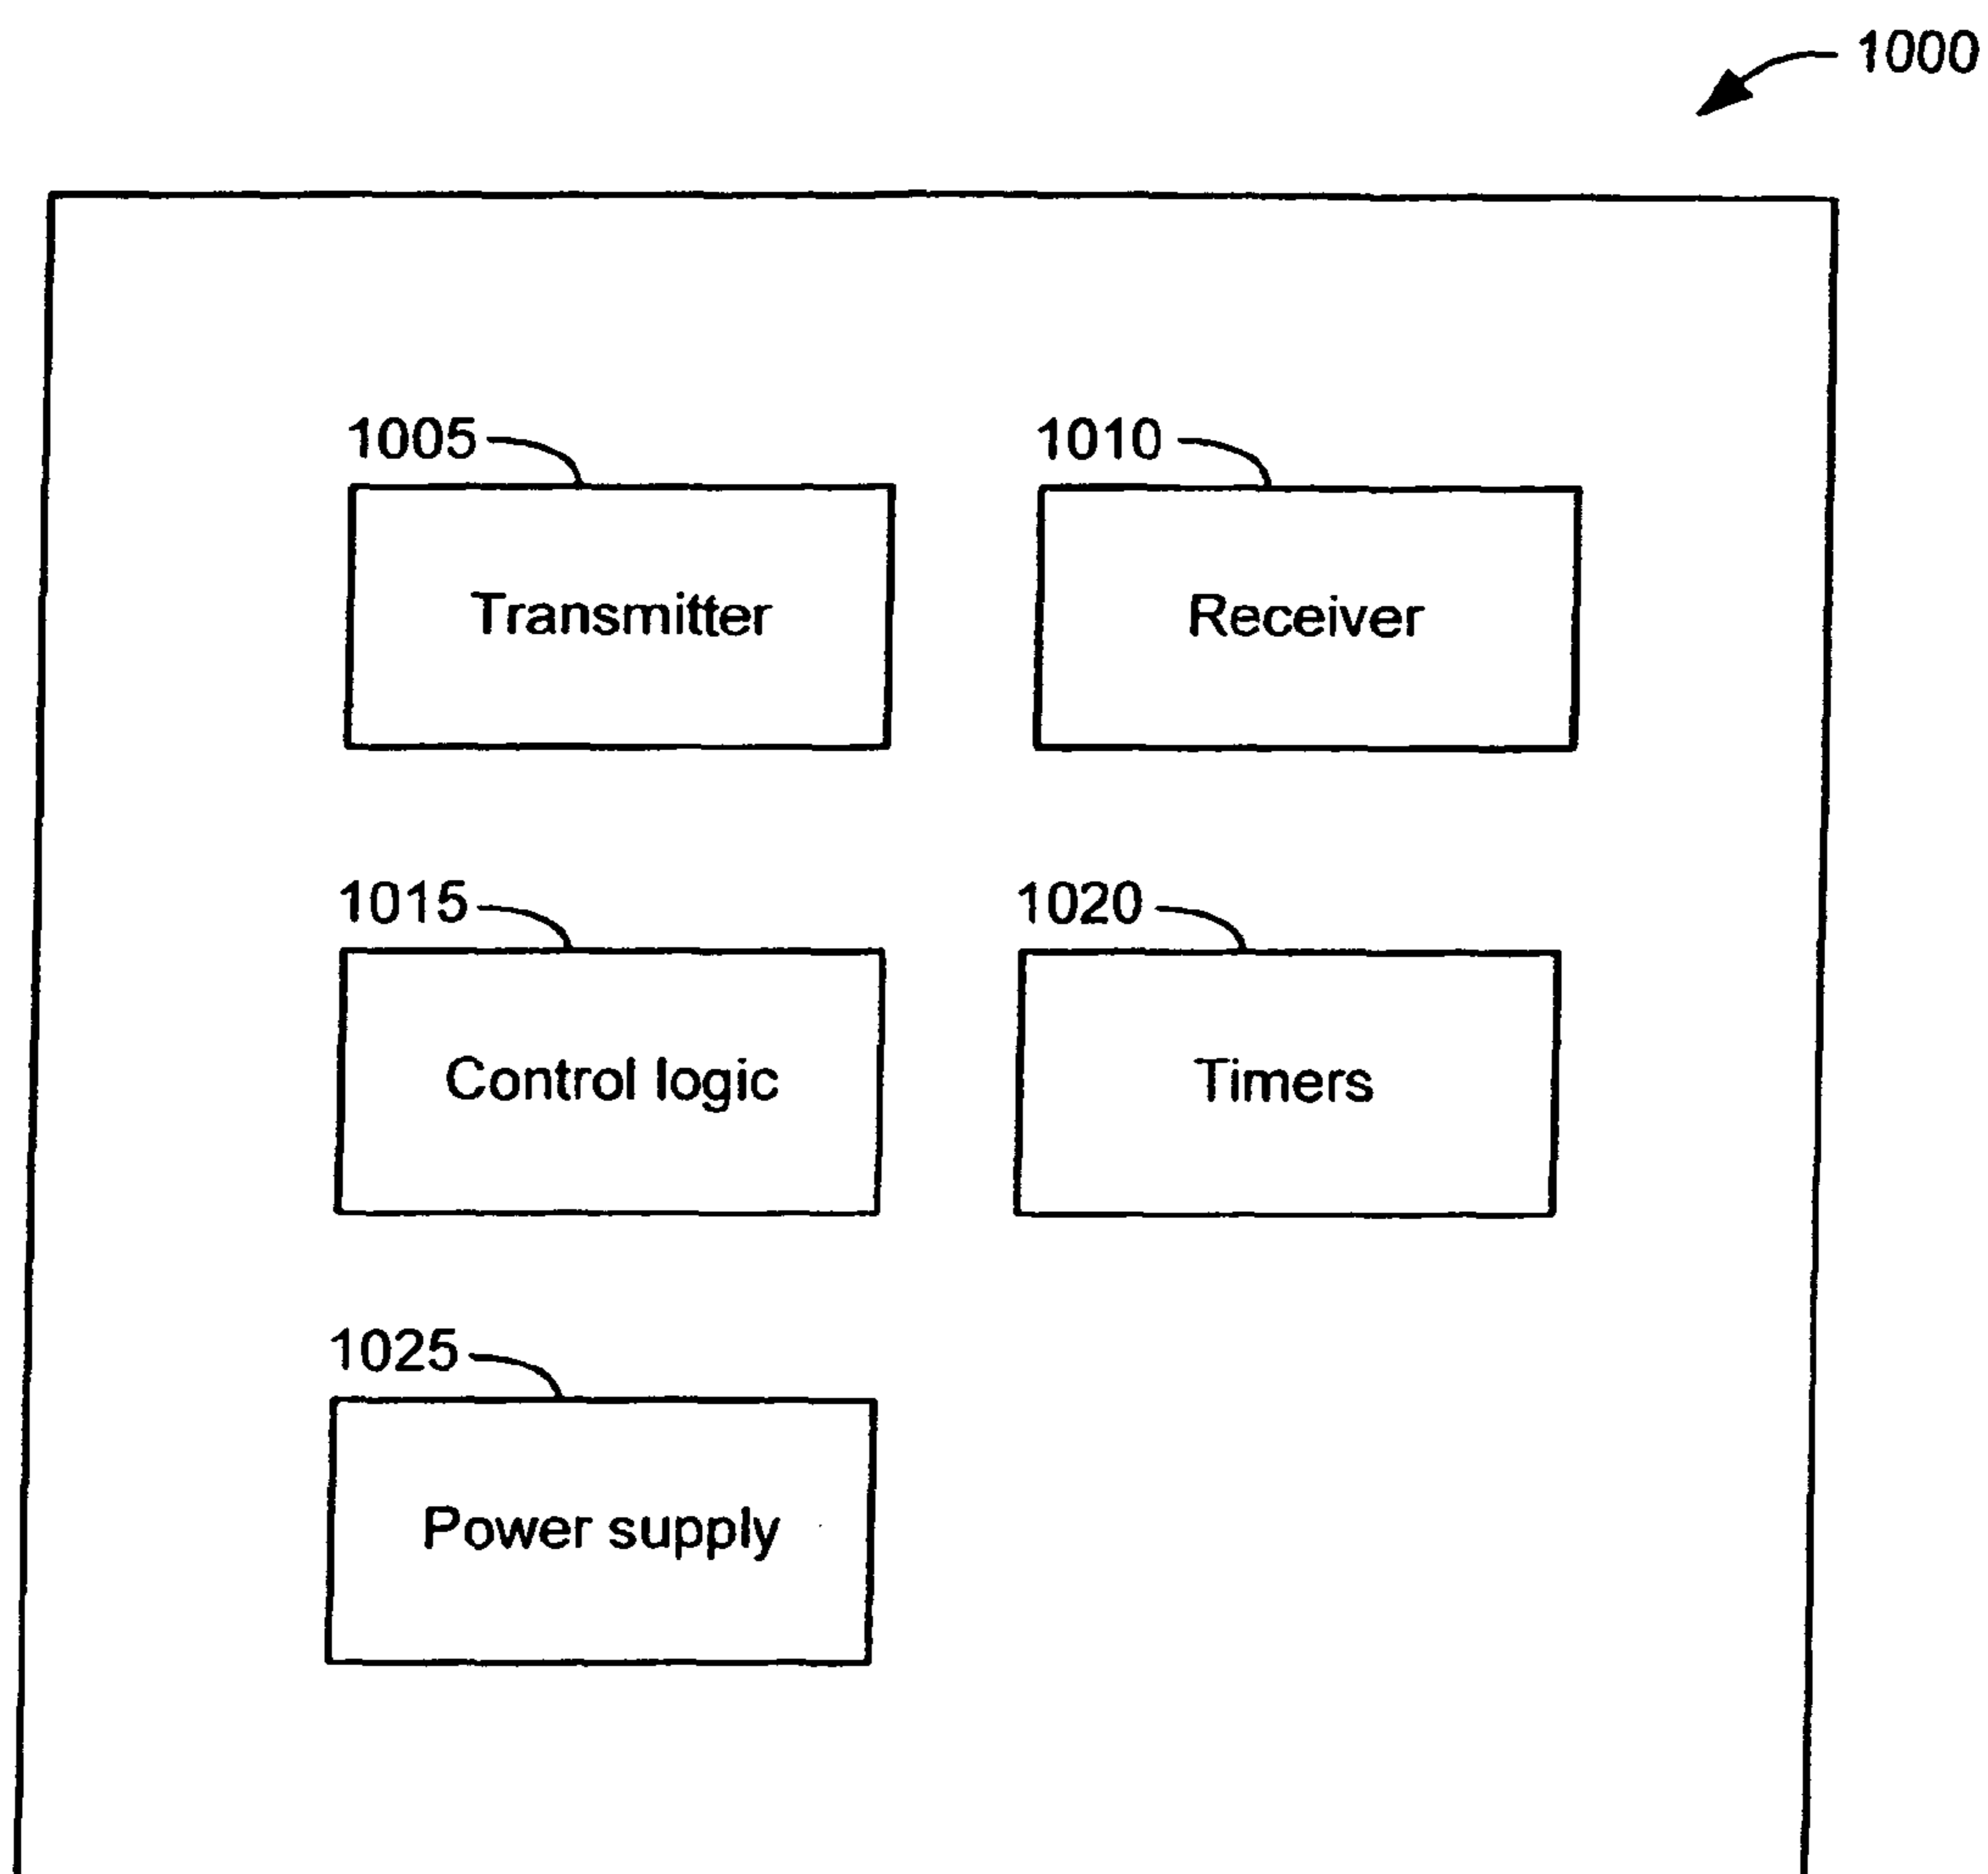 1000
1005
1010
Transmitter
Receiver
1015
1020
Control logic
Timers
1025
Power supply